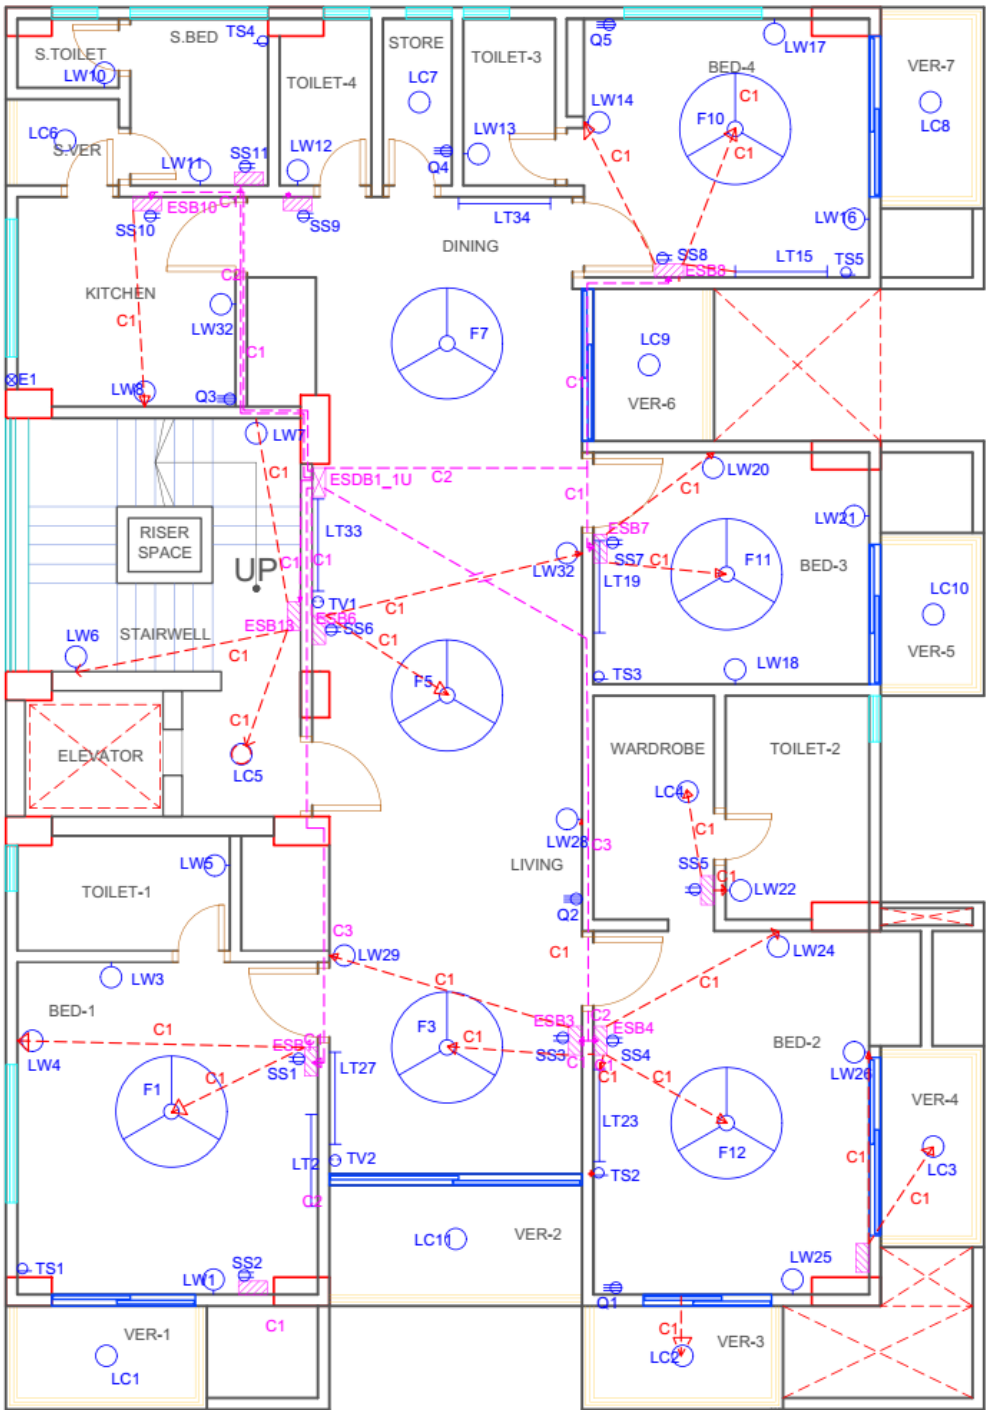 S.BED
TS4
Q5
LW17
S.TOILET
STORE
TOILET-3
BED-4
VER-7
LW10
TOILET-4
LC7
C1
LW14
F10
LC8
LC6
S.VER
LW13
C1
C1
LW11
SS11
LW12
Q4
C1
ESB10
SS10
SS9
LT34
LW16
DINING
SS8
ESB8
LT15
TS5
C2
KITCHEN
C1
LW32
F7
LC9
C1
E1
LW8
Q3
C1
VER-6
LW7
C1
ESDB1_1U
C2
LW20
LT33
C1
LW21
RISER
SPACE
ESB7
UP
C1
C1
LW32
SS7
C1
F11
BED-3
LT19
LC10
TV1
C1
ESB13
ESB6
SS6
STAIRWELL
LW6
C1
C1
VER-5
F5
TS3
LW18
C1
ELEVATOR
LC5
WARDROBE
TOILET-2
LC4
C1
LW28
C3
LW5
LIVING
SS5
C1
LW22
TOILET-1
Q2
C3
LW29
C1
LW24
LW3
C1
C1
BED-1
C1
F3
C1
ESB3
C2
ESB4
BED-2
LW4
ESB1
SS1
SS3
SS4
C1
C1
C1
C1
LW26
F1
C1
LT27
LT23
VER-4
F12
LT2
TV2
TS2
C1
LC3
C2
C1
LC11
VER-2
TS1
SS2
LW1
Q1
LW25
VER-1
C1
C1
VER-3
LC1
LC2